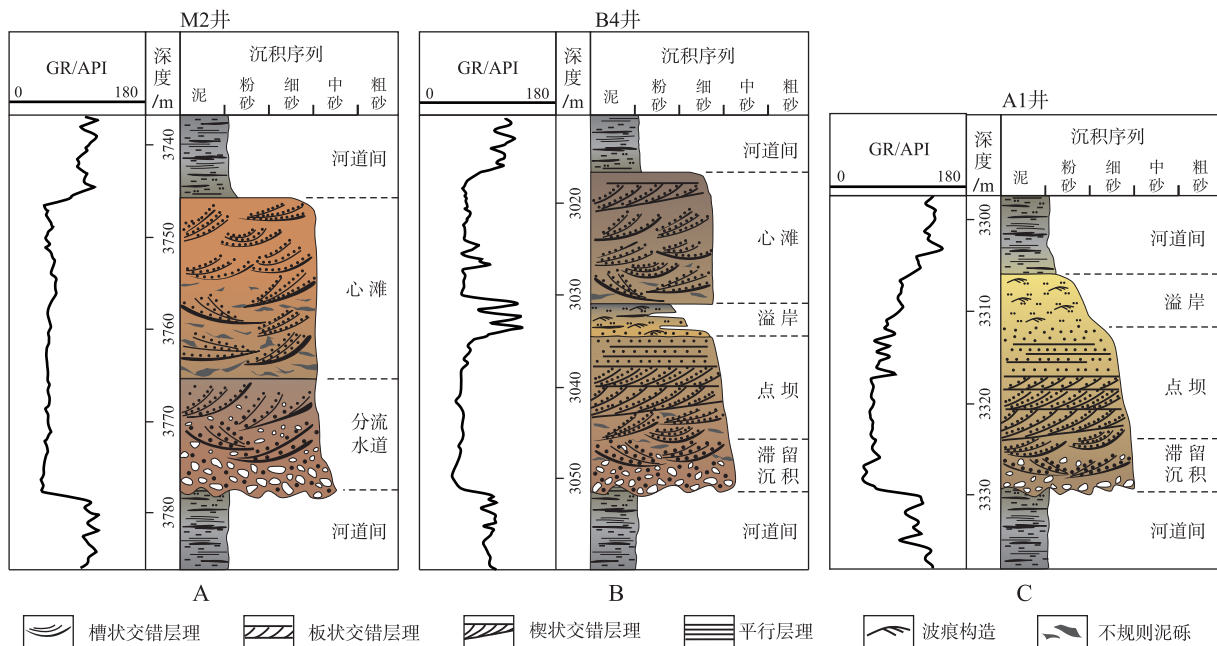 M2井
GR/API
0 180
深度/m
沉积序列
泥 粉砂 细砂 中砂 粗砂
3740
3750
3760
3770
3780
河道间
心滩
分流水道
河道间
A
B4井
GR/API
0 180
深度/m
沉积序列
泥 粉砂 细砂 中砂 粗砂
3020
3030
3040
3050
河道间
心滩
溢岸
点坝
滞留沉积
河道间
B
A1井
GR/API
0 180
深度/m
沉积序列
泥 粉砂 细砂 中砂 粗砂
3300
3310
3320
3330
河道间
溢岸
点坝
滞留沉积
河道间
C
槽状交错层理 板状交错层理 楔状交错层理 平行层理 波痕构造 不规则泥砾